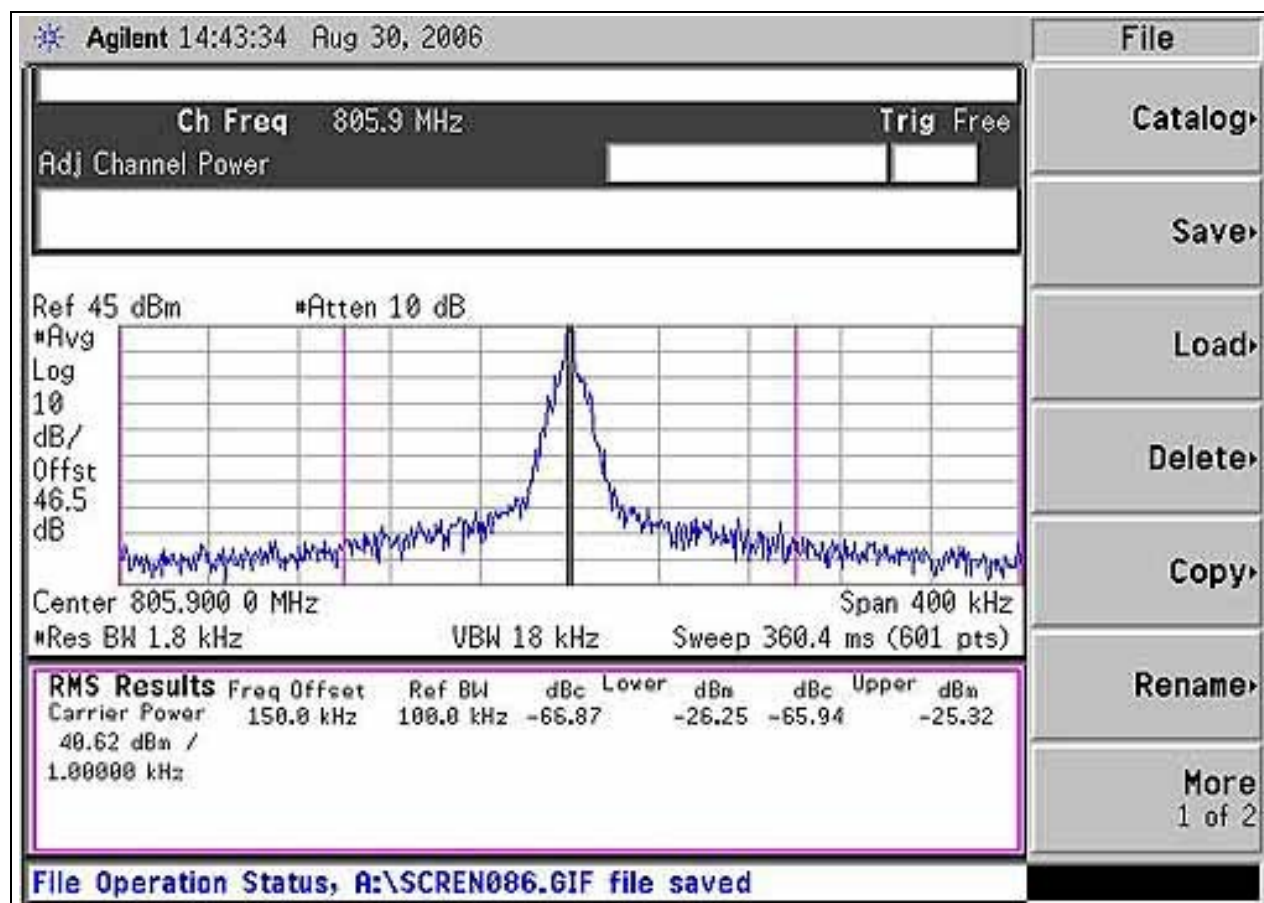 Agilent 14:43:34 Aug 30, 2006
File
Ch Freq 805.9 MHz Trig Free
Adj Channel Power
Catalog
Save
Load
Delete
Copy
Rename
More
1 of 2
Ref 45 dBm #Atten 10 dB
#Avg
Log
10
dB/
Offst
46.5
dB
Center 805.900 0 MHz Span 400 kHz
#Res BW 1.8 kHz VBW 18 kHz Sweep 360.4 ms (601 pts)
RMS Results Freq Offset Ref BW dBc Lower dBm dBc Upper dBm
Carrier Power 150.0 kHz 100.0 kHz -66.87 -26.25 -65.94 -25.32
40.62 dBm /
1.00000 kHz
File Operation Status, A:\SCREN086.GIF file saved